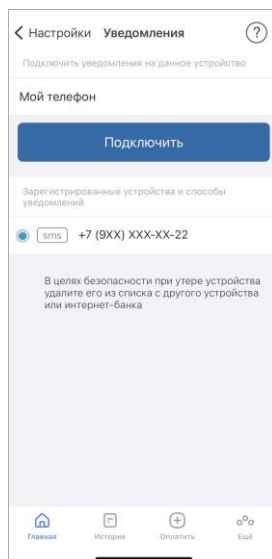 Настройки Уведомления ?
Подключить уведомления на данное устройство
Мой телефон
Подключить
Зарегистрированные устройства и способы
уведомлений
sms +7 (9XX) XXX-XX-22
В целях безопасности при утере устройства
удалите его из списка с другого устройства
или интернет-банка
Главная История Оплатить Ещё